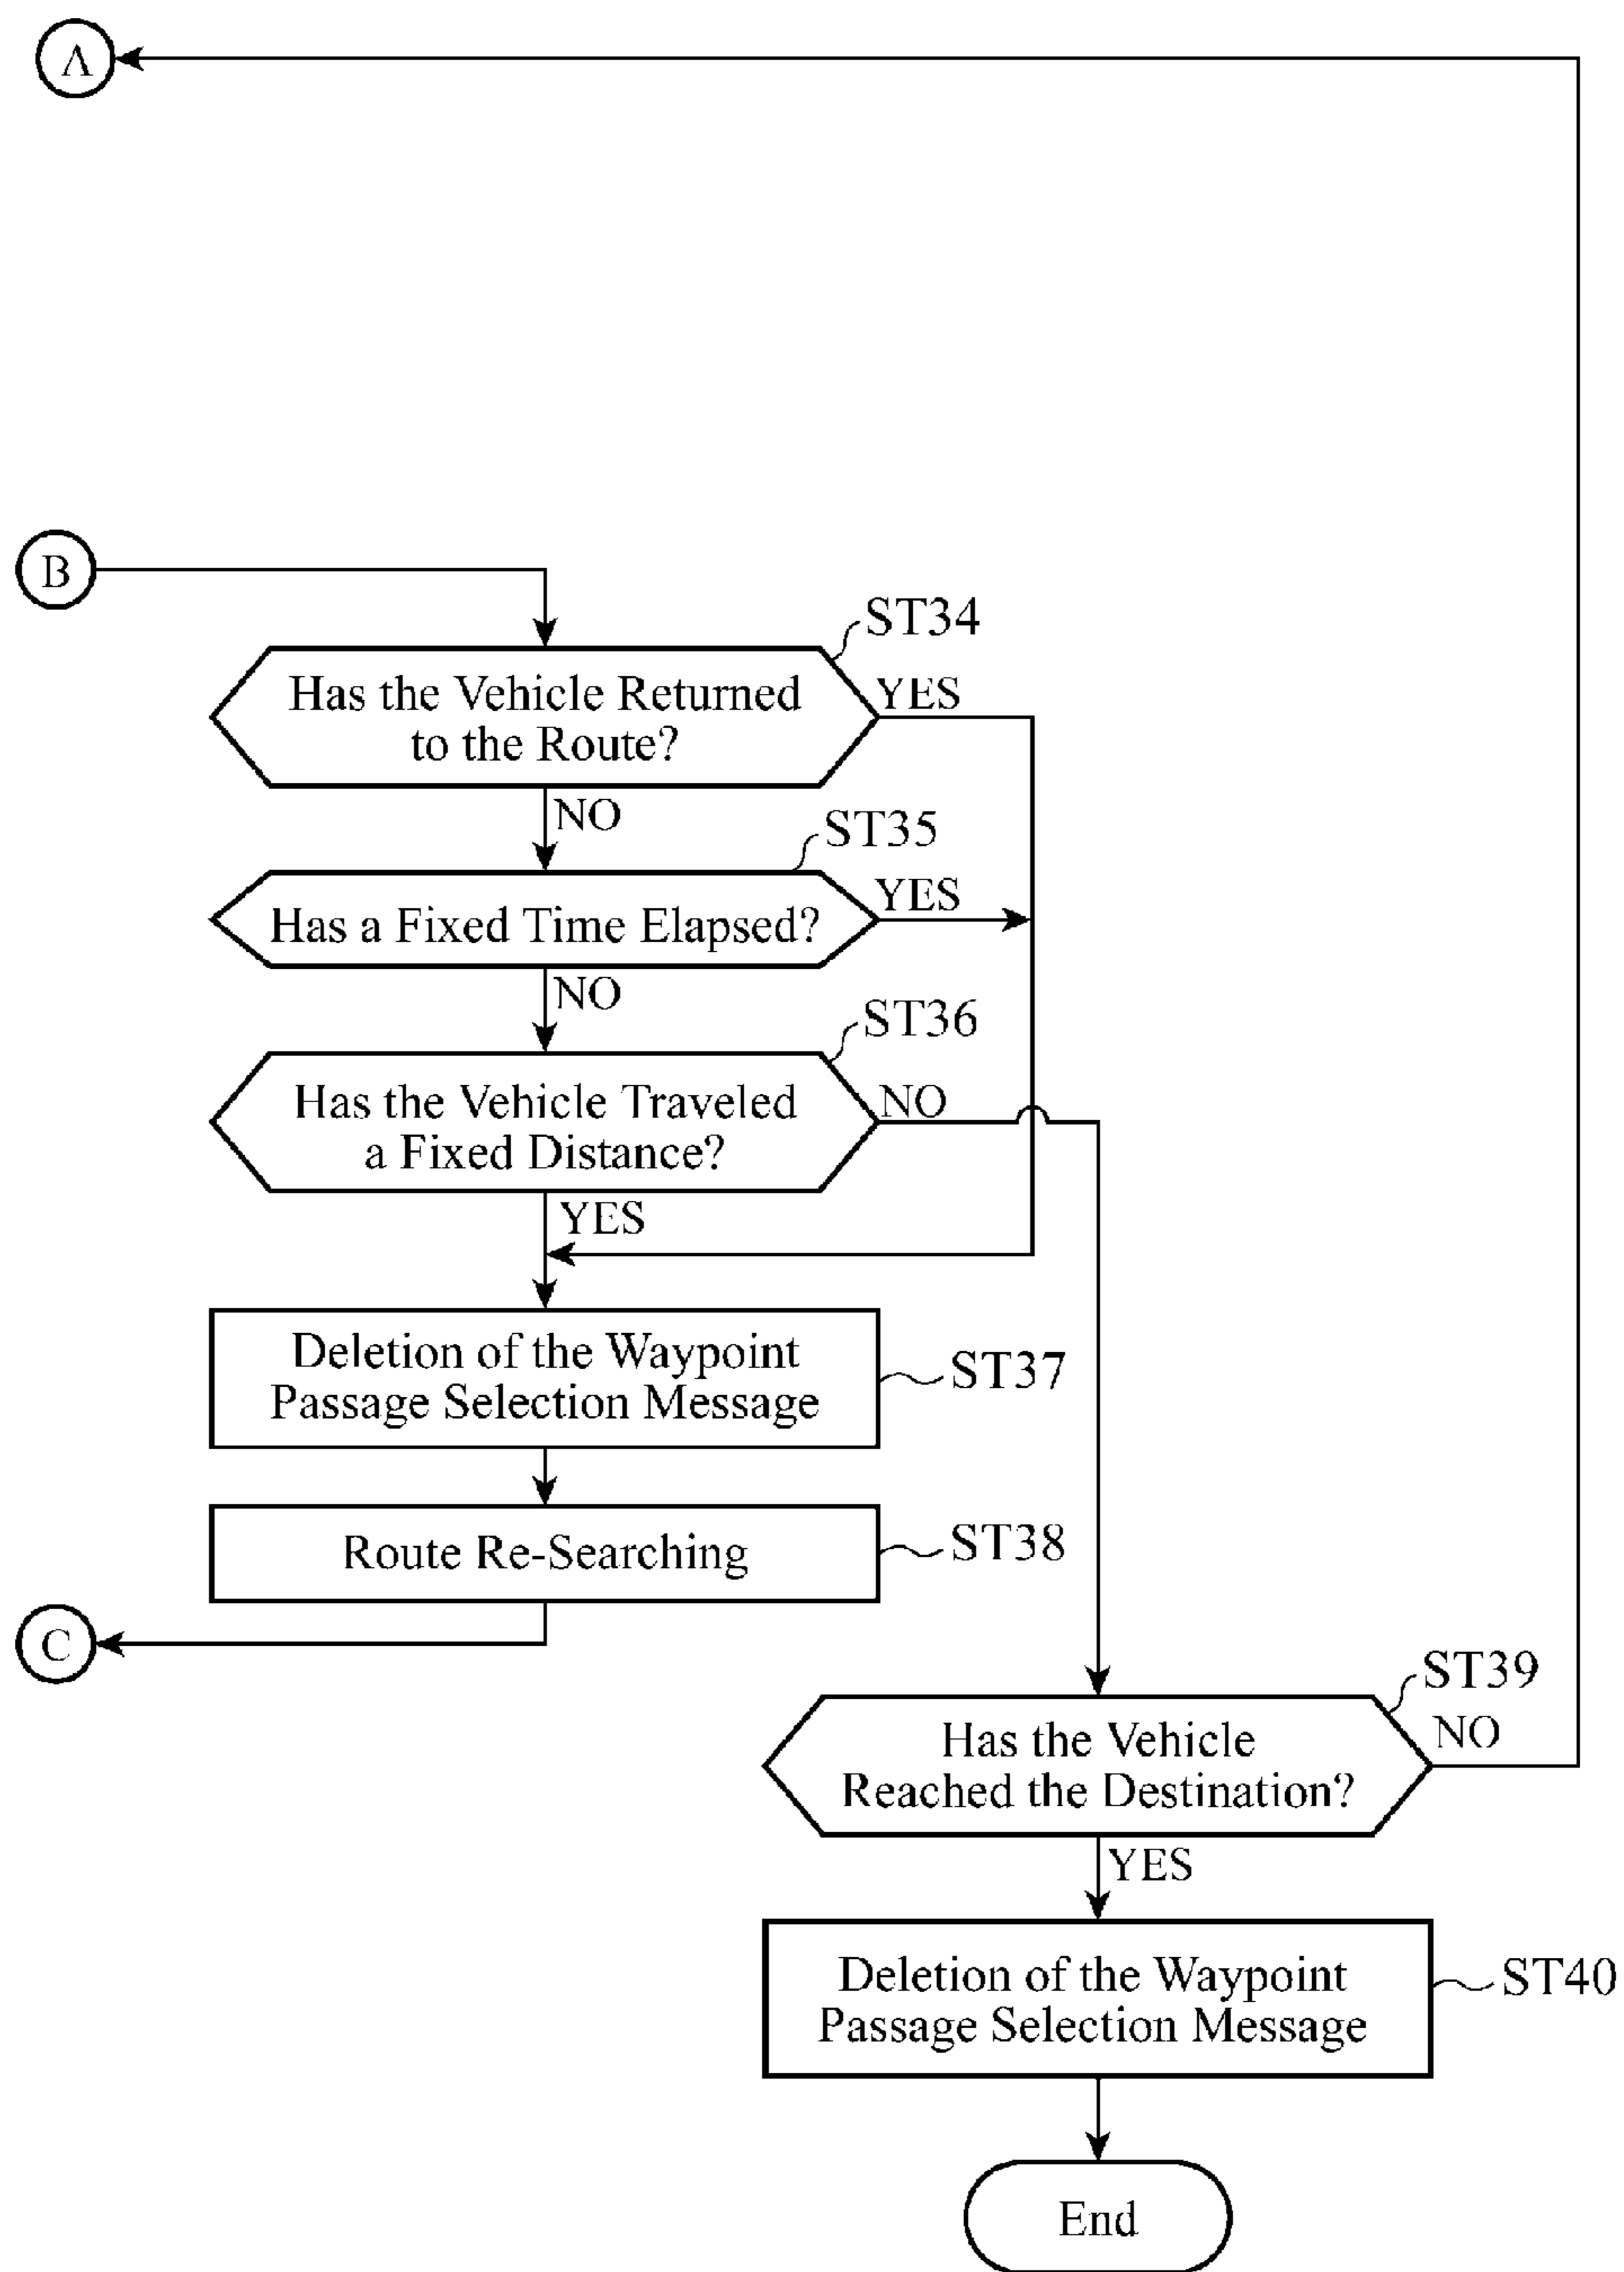 A
B
ST34
Has the Vehicle Returned
to the Route?
YES
NO
ST35
Has a Fixed Time Elapsed?
YES
NO
ST36
Has the Vehicle Traveled
a Fixed Distance?
NO
YES
Deletion of the Waypoint
Passage Selection Message
ST37
Route Re-Searching
ST38
C
ST39
Has the Vehicle
Reached the Destination?
NO
YES
Deletion of the Waypoint
Passage Selection Message
ST40
End